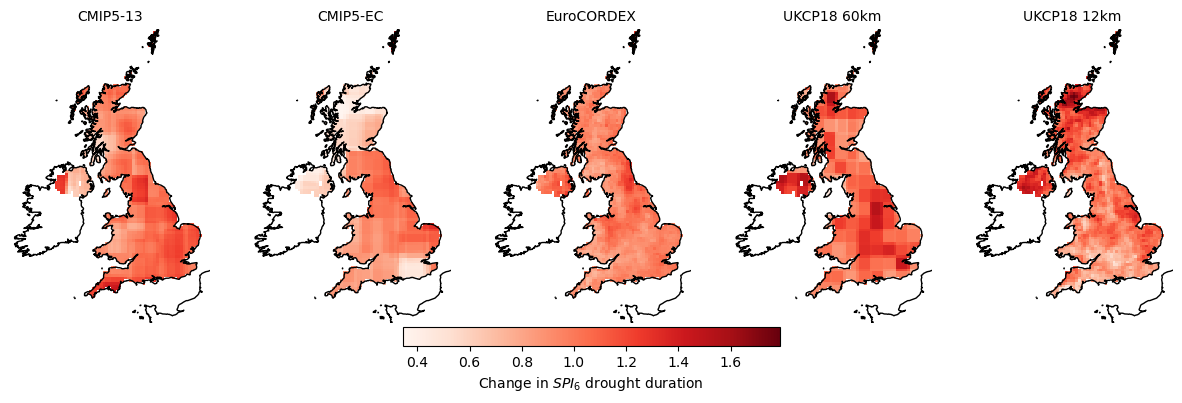 CMIP5-13 CMIP5-EC EuroCORDEX UKCP18 60km UKCP18 12km
0.4 0.6 0.8 1.0 1.2 1.4 1.6
Change in SPI₆ drought duration